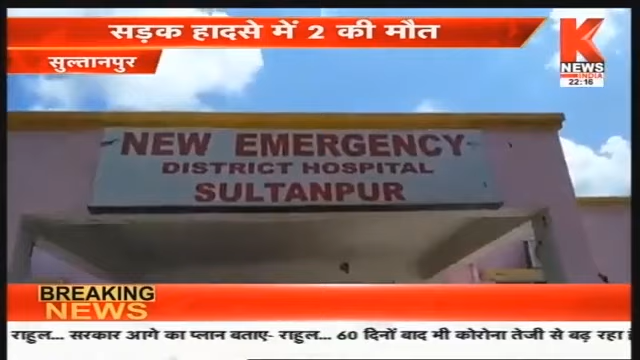 सड़क हादसे में 2 की मौत
सुल्तानपुर
K
NEWS
INDIA
22:16
NEW EMERGENCY
DISTRICT HOSPITAL
SULTANPUR
BREAKING
NEWS
राहुल... सरकार आगे का प्लान बताए- राहुल... 60 दिनों बाद भी कोरोना तेजी से बढ़ रहा